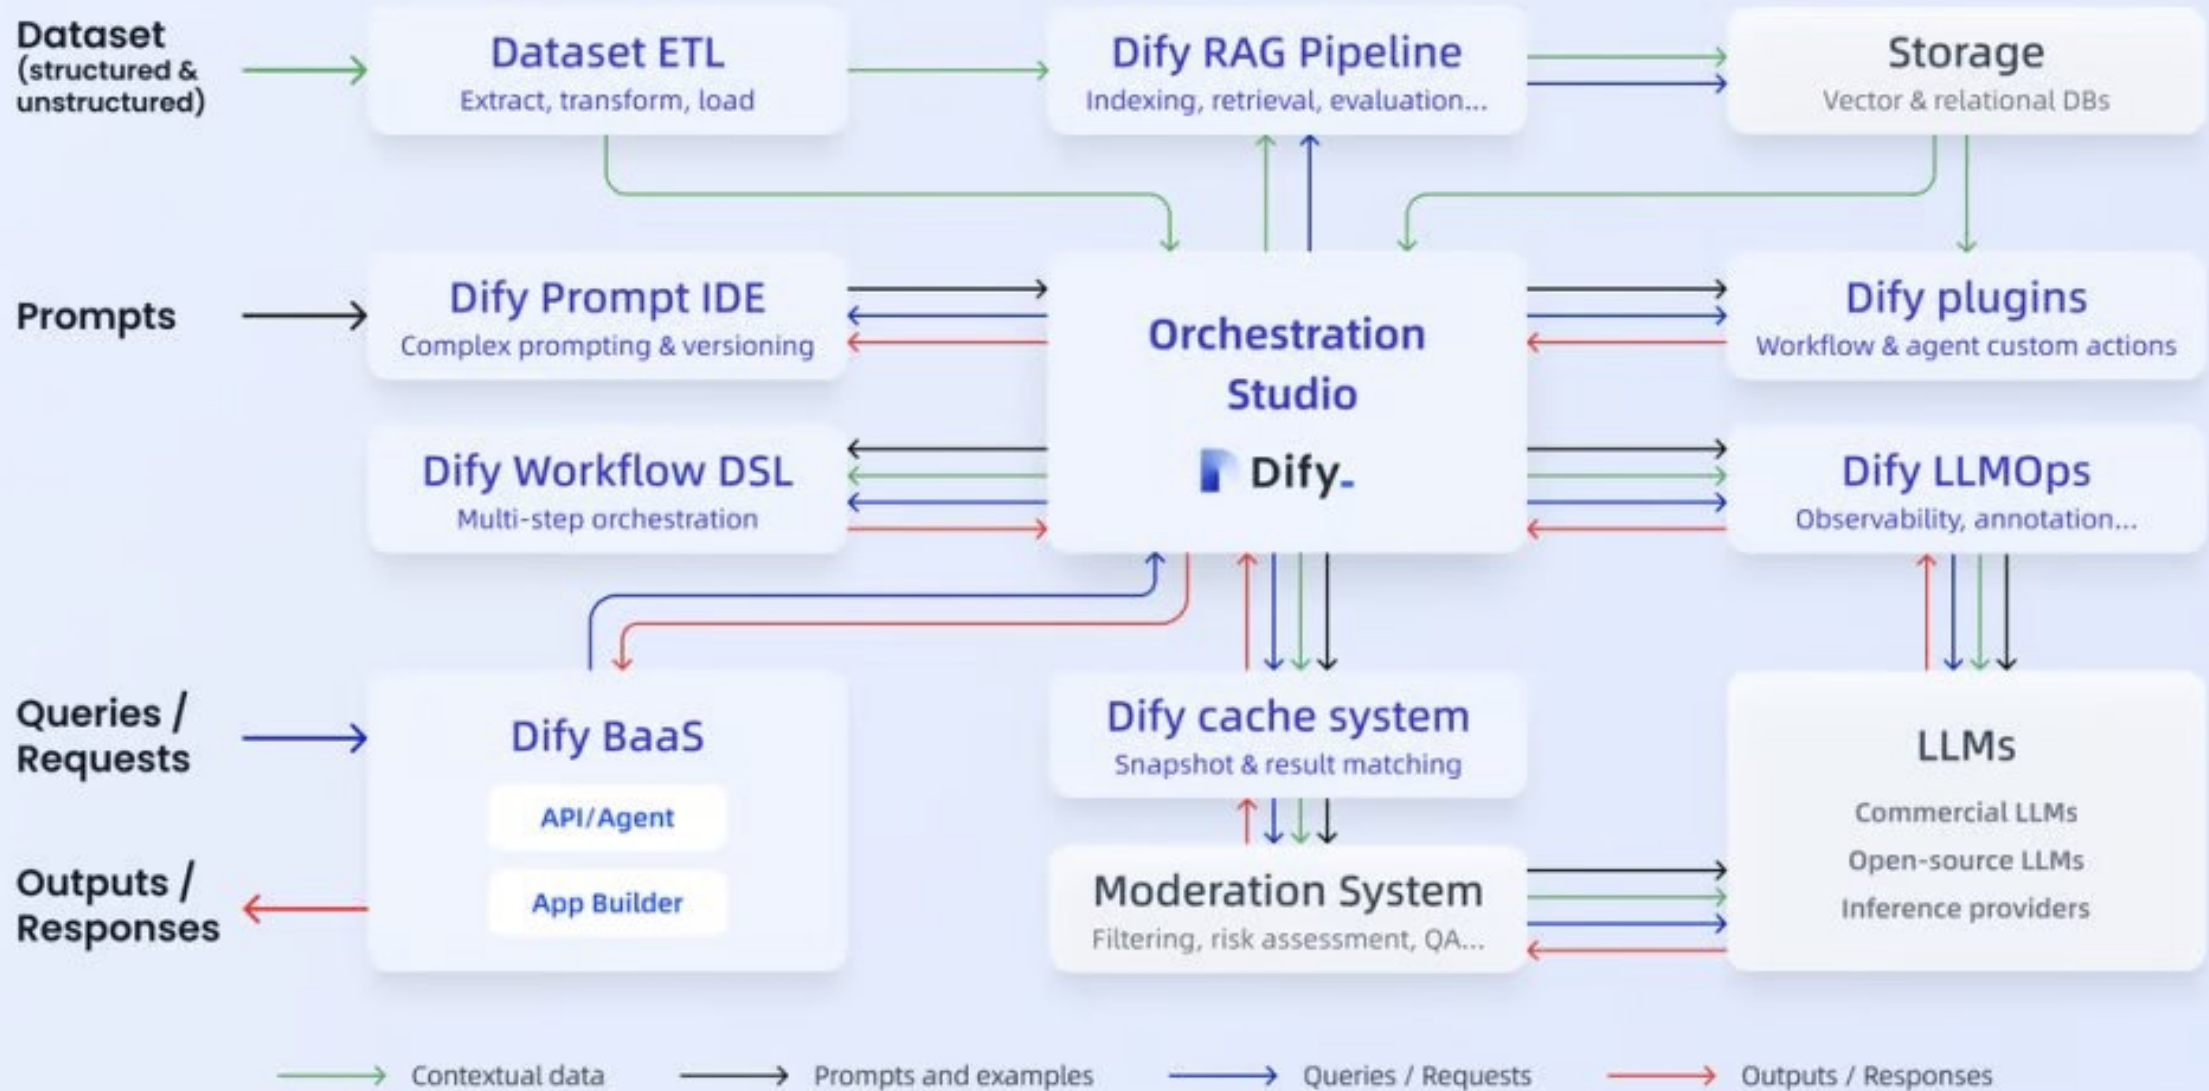 Dataset
(structured &
unstructured)
Dataset ETL
Extract, transform, load
Dify RAG Pipeline
Indexing, retrieval, evaluation...
Storage
Vector & relational DBs
Prompts
Dify Prompt IDE
Complex prompting & versioning
Orchestration
Studio
Dify_
Dify plugins
Workflow & agent custom actions
Dify Workflow DSL
Multi-step orchestration
Dify LLMOps
Observability, annotation...
Queries /
Requests
Outputs /
Responses
Dify BaaS
API/Agent
App Builder
Dify cache system
Snapshot & result matching
Moderation System
Filtering, risk assessment, QA...
LLMs
Commercial LLMs
Open-source LLMs
Inference providers
Contextual data
Prompts and examples
Queries / Requests
Outputs / Responses